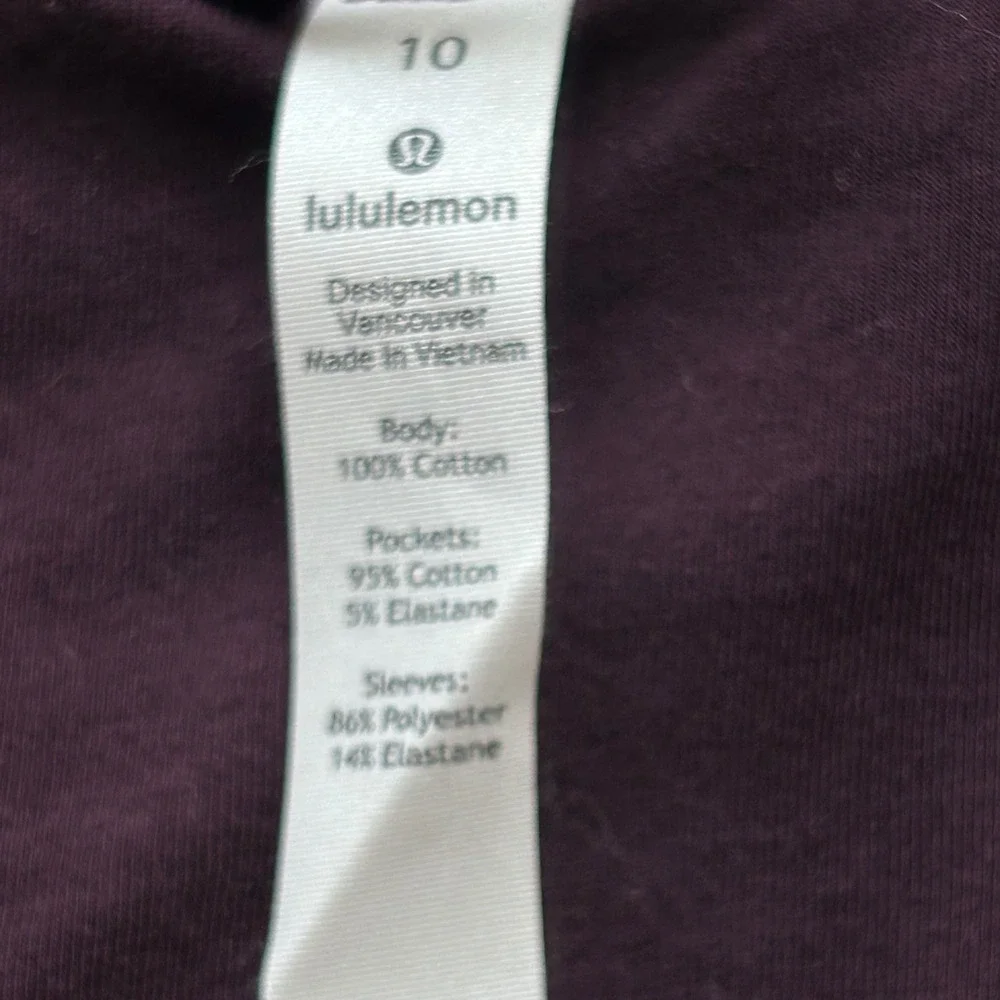 10
lululemon
Designed in
Vancouver
Made in Vietnam
Body:
100% Cotton
Pockets:
95% Cotton
5% Elastane
Sleeves:
86% Polyester
14% Elastane